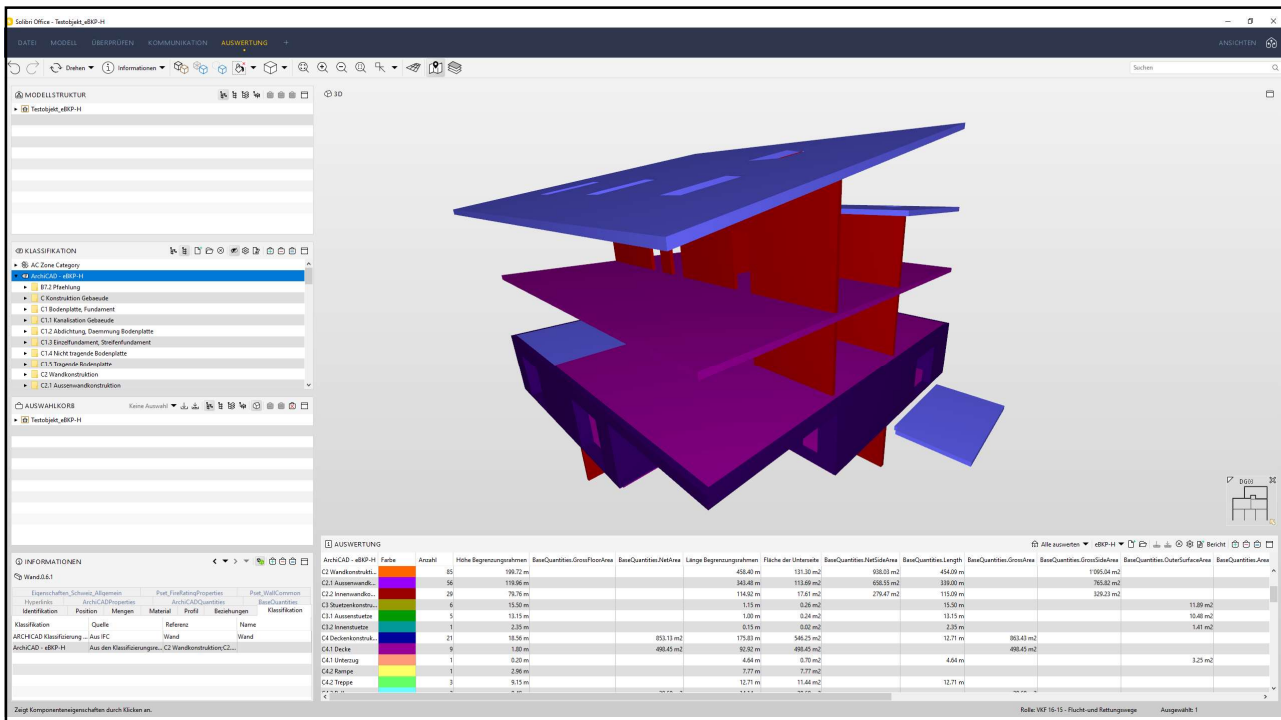 Solibri Office - Testobjekt_eBKP-H
DATEI MODELL ÜBERPRÜFEN KOMMUNIKATION AUSWERTUNG + ANSICHTEN
Drehen Informationen Suchen
MODELLSTRUKTUR
Testobjekt_eBKP-H
3D
KLASSIFIKATION
AC Zone Category
ArchiCAD - eBKP-H
B7.2 Pfaehlung
C Konstruktion Gebaeude
C1 Bodenplatte, Fundament
C1.1 Kanalisation Gebaeude
C1.2 Abdichtung, Daemmung Bodenplatte
C1.3 Einzelfundament, Streifenfundament
C1.4 Nicht tragende Bodenplatte
C1.5 Tragende Bodenplatte
C2 Wandkonstruktion
C2.1 Aussenwandkonstruktion
AUSWAHLKORB Keine Auswahl
Testobjekt_eBKP-H
INFORMATIONEN
Wand.0.6.1
Eigenschaften_Schweiz_Allgemein Pset_FireRatingProperties Pset_WallCommon
Hyperlinks ArchiCADProperties ArchiCADQuantities BaseQuantities
Identifikation Position Mengen Material Profil Beziehungen Klassifikation
Klassifikation Quelle Referenz Name
ARCHICAD Klassifizierung ... Aus IFC Wand Wand
ArchiCAD - eBKP-H Aus den Klassifizierungsre... C2 Wandkonstruktion;C2....
DG(3)
AUSWERTUNG Alle auswerten eBKP-H Bericht
ArchiCAD - eBKP-H Farbe Anzahl Höhe Begrenzungsrahmen BaseQuantities.GrossFloorArea BaseQuantities.NetArea Länge Begrenzungsrahmen Fläche der Unterseite BaseQuantities.NetSideArea BaseQuantities.Length BaseQuantities.GrossArea BaseQuantities.GrossSideArea BaseQuantities.OuterSurfaceArea BaseQuantities.Area
C2 Wandkonstrukti... 85 199.72 m 458.40 m 131.30 m2 938.03 m2 454.09 m 1'095.04 m2
C2.1 Aussenwandk... 56 119.96 m 343.48 m 113.69 m2 658.55 m2 339.00 m 765.82 m2
C2.2 Innenwandko... 29 79.76 m 114.92 m 17.61 m2 279.47 m2 115.09 m 329.23 m2
C3 Stuetzenkonstru... 6 15.50 m 1.15 m 0.26 m2 15.50 m 11.89 m2
C3.1 Aussenstuetze 5 13.15 m 1.00 m 0.24 m2 13.15 m 10.48 m2
C3.2 Innenstuetze 1 2.35 m 0.15 m 0.02 m2 2.35 m 1.41 m2
C4 Deckenkonstruk... 21 18.56 m 853.13 m2 175.83 m 546.25 m2 12.71 m 863.43 m2
C4.1 Decke 9 1.80 m 498.45 m2 92.92 m 498.45 m2 498.45 m2
C4.1 Unterzug 1 0.20 m 4.64 m 0.70 m2 4.64 m 3.25 m2
C4.2 Rampe 1 2.96 m 7.77 m 7.77 m2
C4.2 Treppe 3 9.15 m 12.71 m 11.44 m2 12.71 m
Zeigt Komponenteneigenschaften durch Klicken an. Rolle: VKF 16-15 - Flucht-und Rettungswege Ausgewählt: 1